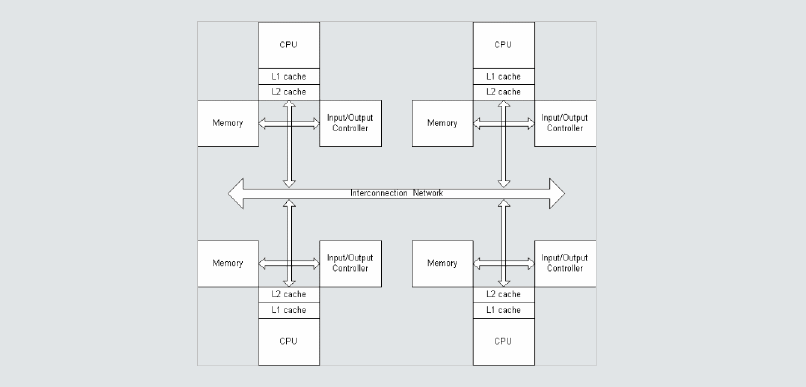 CPU
L1 cache
L2 cache
Memory
Input/Output
Controller
CPU
L1 cache
L2 cache
Memory
Input/Output
Controller
Interconnection Network
Memory
Input/Output
Controller
L2 cache
L1 cache
CPU
Memory
Input/Output
Controller
L2 cache
L1 cache
CPU